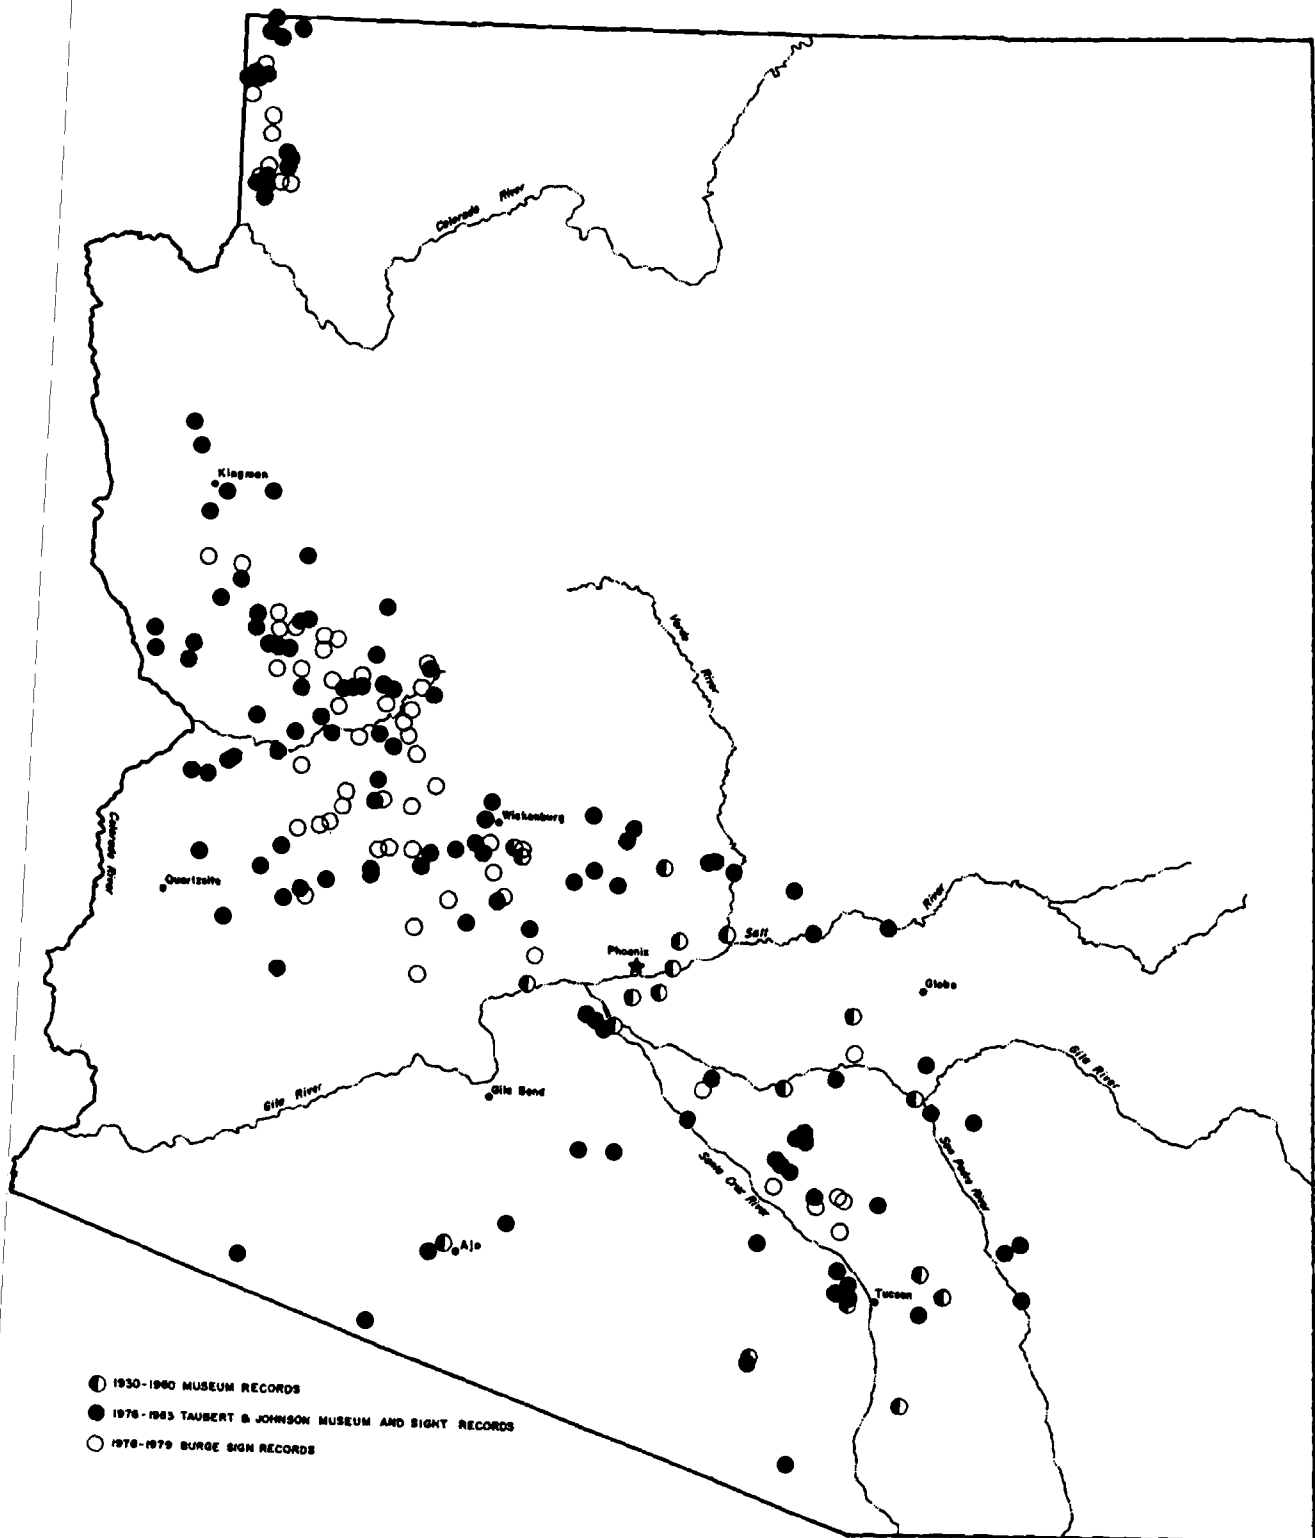 Colorado River
Kingman
Verde River
Colorado River
Wickenburg
Quartzsite
River
Salt
Phoenix
Globe
Gila River
Gila Bend
Gila River
San Pedro River
Santa Cruz River
Ajo
Tucson
1930-1960 MUSEUM RECORDS
1976-1983 TAUBERT & JOHNSON MUSEUM AND SIGHT RECORDS
1978-1979 BURGE SIGN RECORDS